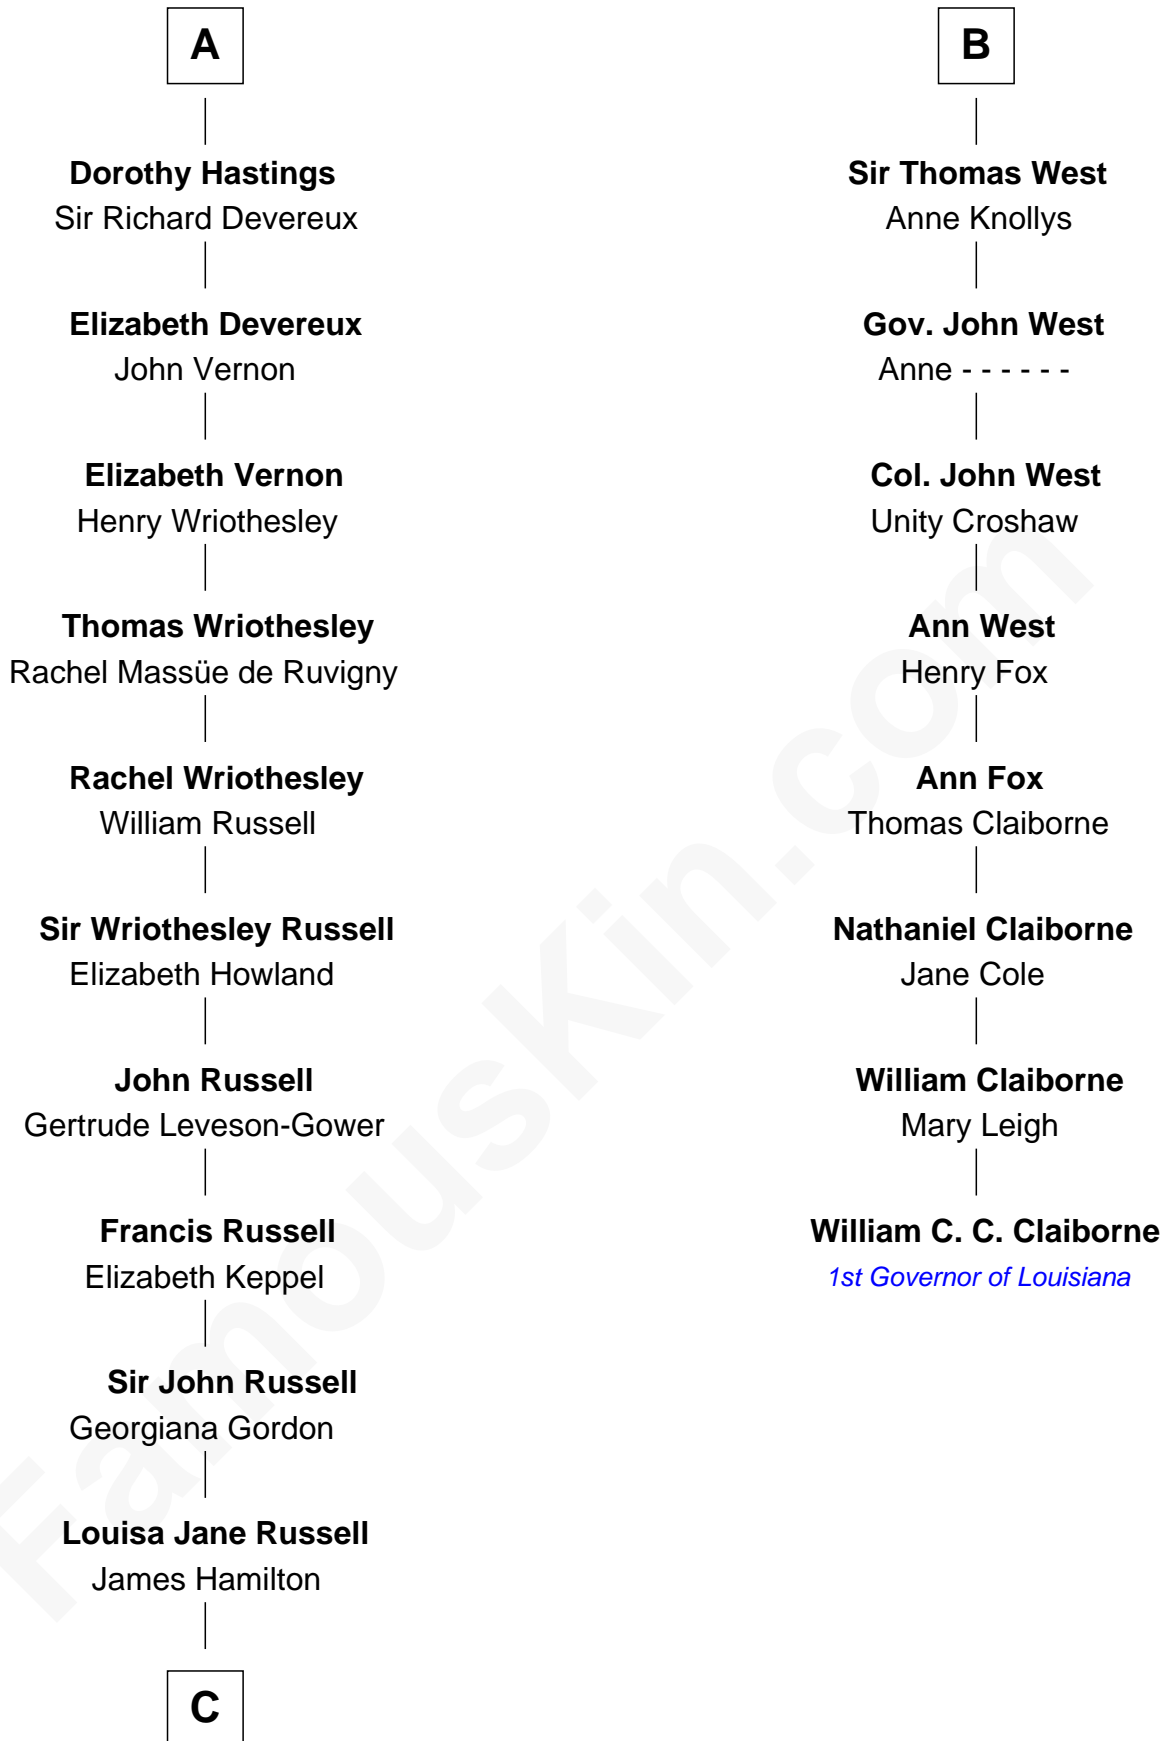 A
Dorothy Hastings
Sir Richard Devereux
Elizabeth Devereux
John Vernon
Elizabeth Vernon
Henry Wriothesley
Thomas Wriothesley
Rachel Massüe de Ruvigny
Rachel Wriothesley
William Russell
Sir Wriothesley Russell
Elizabeth Howland
John Russell
Gertrude Leveson-Gower
Francis Russell
Elizabeth Keppel
Sir John Russell
Georgiana Gordon
Louisa Jane Russell
James Hamilton
C
B
Sir Thomas West
Anne Knollys
Gov. John West
Anne - - - - - -
Col. John West
Unity Croshaw
Ann West
Henry Fox
Ann Fox
Thomas Claiborne
Nathaniel Claiborne
Jane Cole
William Claiborne
Mary Leigh
William C. C. Claiborne
1st Governor of Louisiana
FamousKin.com